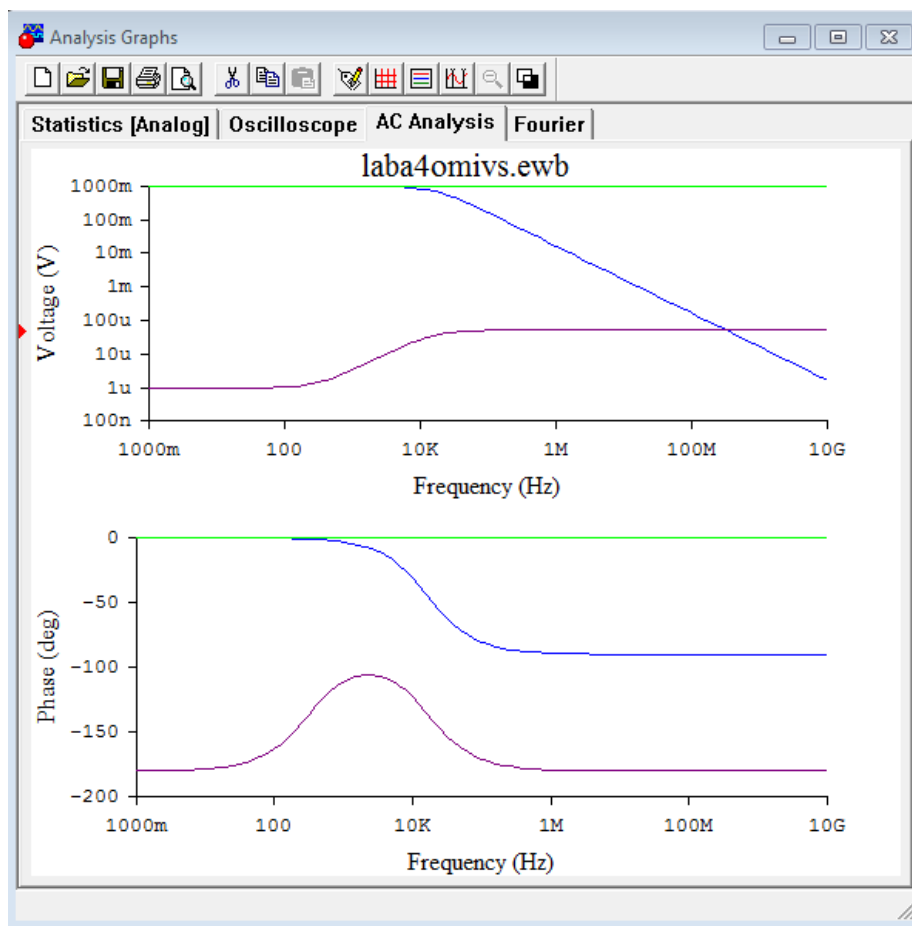 Analysis Graphs
Statistics [Analog] Oscilloscope AC Analysis Fourier
laba4omivs.ewb
1000m
100m
10m
1m
100u
10u
1u
100n
Voltage (V)
1000m 100 10K 1M 100M 10G
Frequency (Hz)
0
-50
-100
-150
-200
Phase (deg)
1000m 100 10K 1M 100M 10G
Frequency (Hz)